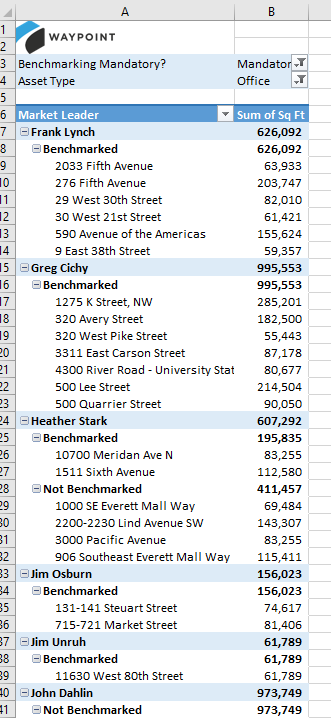 A B
1 WAYPOINT
2
3 Benchmarking Mandatory? Mandator
4 Asset Type Office
5
6 Market Leader Sum of Sq Ft
7 Frank Lynch 626,092
8 Benchmarked 626,092
9 2033 Fifth Avenue 63,933
10 276 Fifth Avenue 203,747
11 29 West 30th Street 82,010
12 30 West 21st Street 61,421
13 590 Avenue of the Americas 155,624
14 9 East 38th Street 59,357
15 Greg Cichy 995,553
16 Benchmarked 995,553
17 1275 K Street, NW 285,201
18 320 Avery Street 182,500
19 320 West Pike Street 55,443
20 3311 East Carson Street 87,178
21 4300 River Road - University Stat 80,677
22 500 Lee Street 214,504
23 500 Quarrier Street 90,050
24 Heather Stark 607,292
25 Benchmarked 195,835
26 10700 Meridan Ave N 83,255
27 1511 Sixth Avenue 112,580
28 Not Benchmarked 411,457
29 1000 SE Everett Mall Way 69,484
30 2200-2230 Lind Avenue SW 143,307
31 3000 Pacific Avenue 83,255
32 906 Southeast Everett Mall Way 115,411
33 Jim Osburn 156,023
34 Benchmarked 156,023
35 131-141 Steuart Street 74,617
36 715-721 Market Street 81,406
37 Jim Unruh 61,789
38 Benchmarked 61,789
39 11630 West 80th Street 61,789
40 John Dahlin 973,749
41 Not Benchmarked 973,749